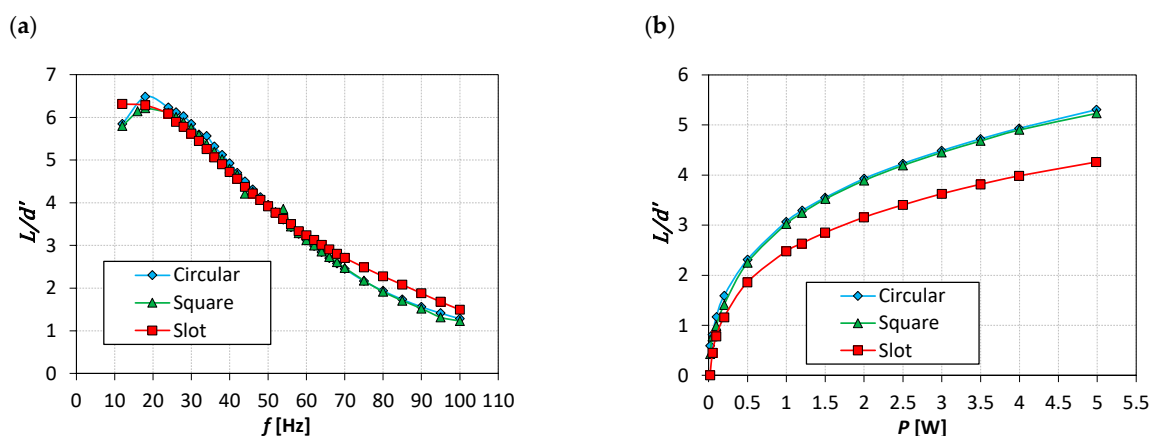 (a)
(b)
7
6
5
4
3
2
1
0
L/d'
Circular
Square
Slot
0 10 20 30 40 50 60 70 80 90 100 110
f [Hz]
6
5
4
3
2
1
0
L/d'
Circular
Square
Slot
0 0.5 1 1.5 2 2.5 3 3.5 4 4.5 5 5.5
P [W]